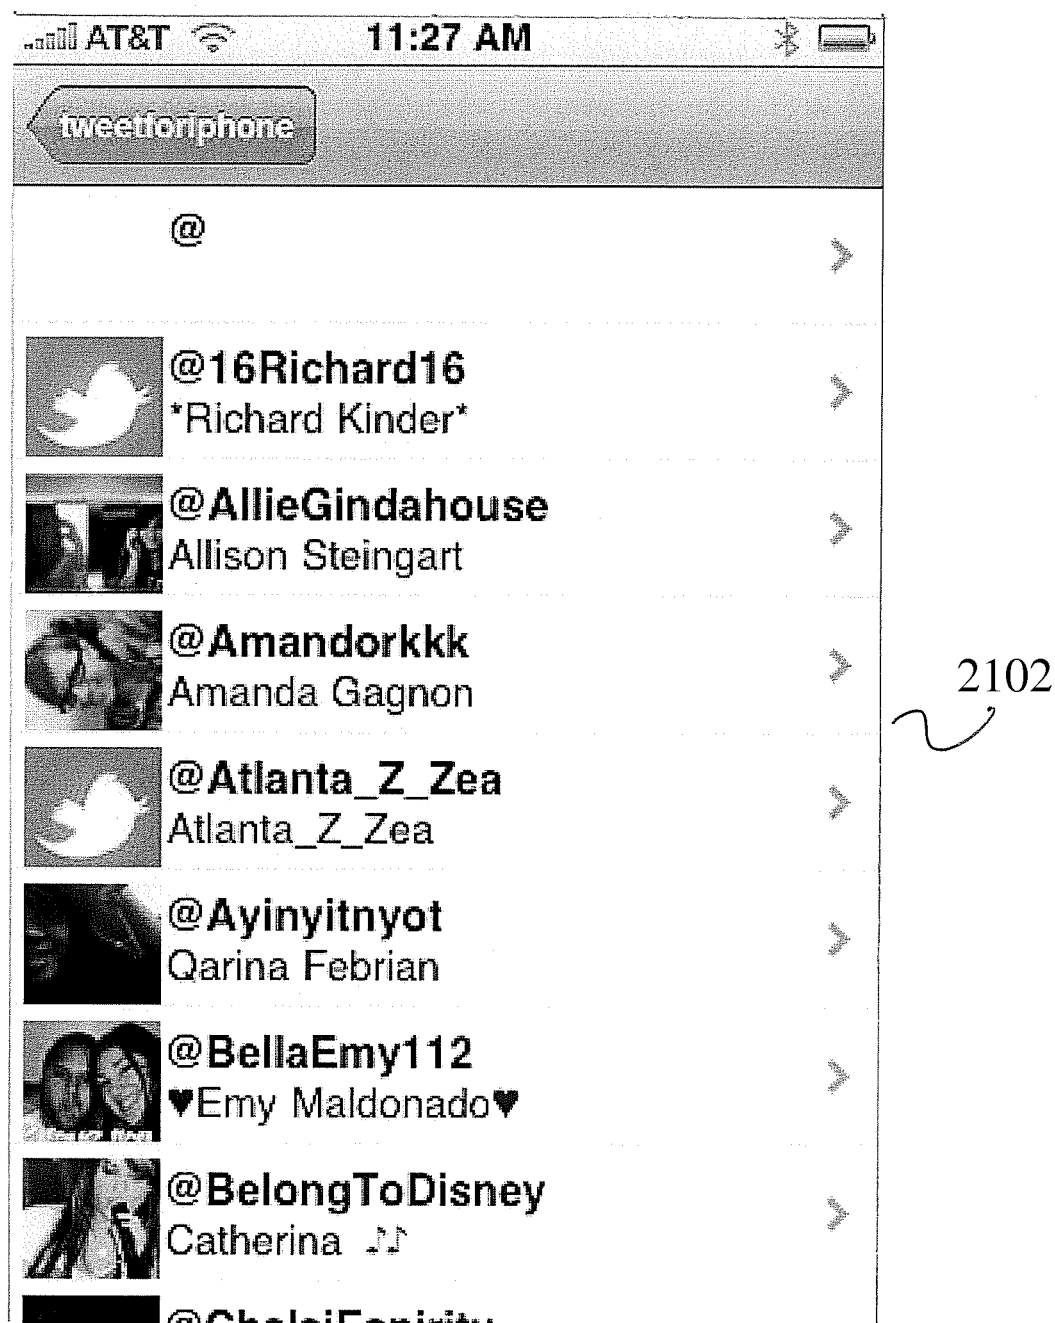 AT&T 11:27 AM
tweetforiphone
@
@16Richard16
*Richard Kinder*
@AllieGindahouse
Allison Steingart
@Amandorkkk
Amanda Gagnon
2102
@Atlanta_Z_Zea
Atlanta_Z_Zea
@Ayinyitnyot
Qarina Febrian
@BellaEmy112
♥Emy Maldonado♥
@BelongToDisney
Catherina ♪♪